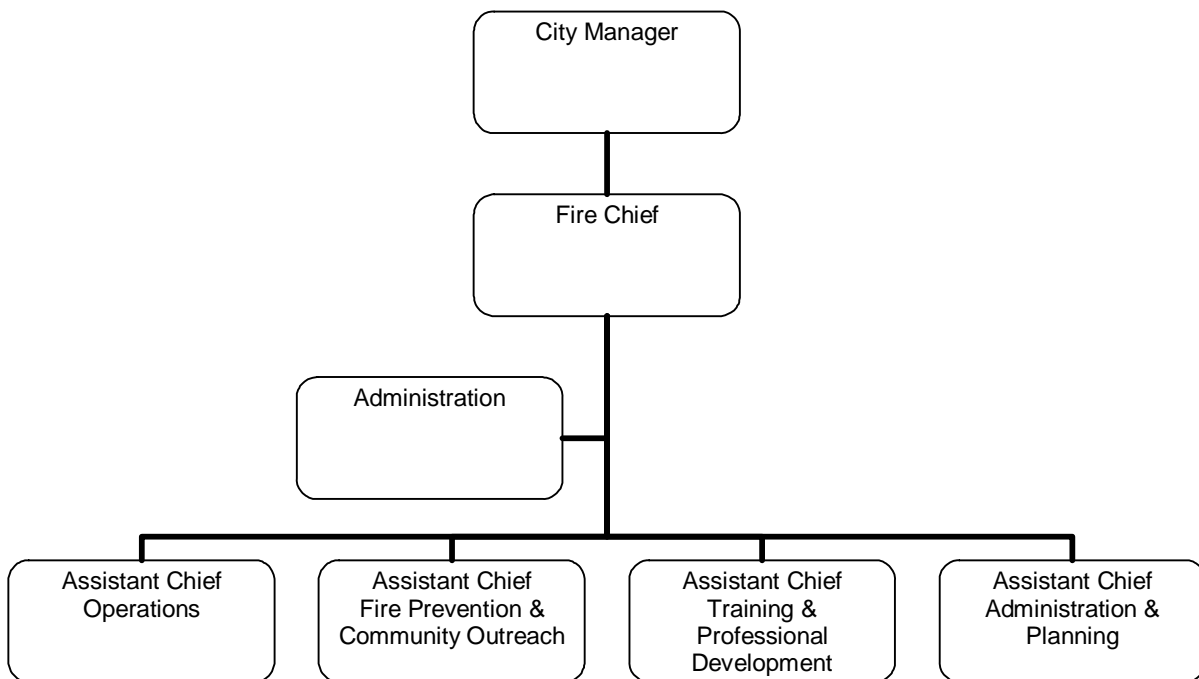 City Manager
Fire Chief
Administration
Assistant Chief
Operations
Assistant Chief
Fire Prevention &
Community Outreach
Assistant Chief
Training &
Professional
Development
Assistant Chief
Administration &
Planning